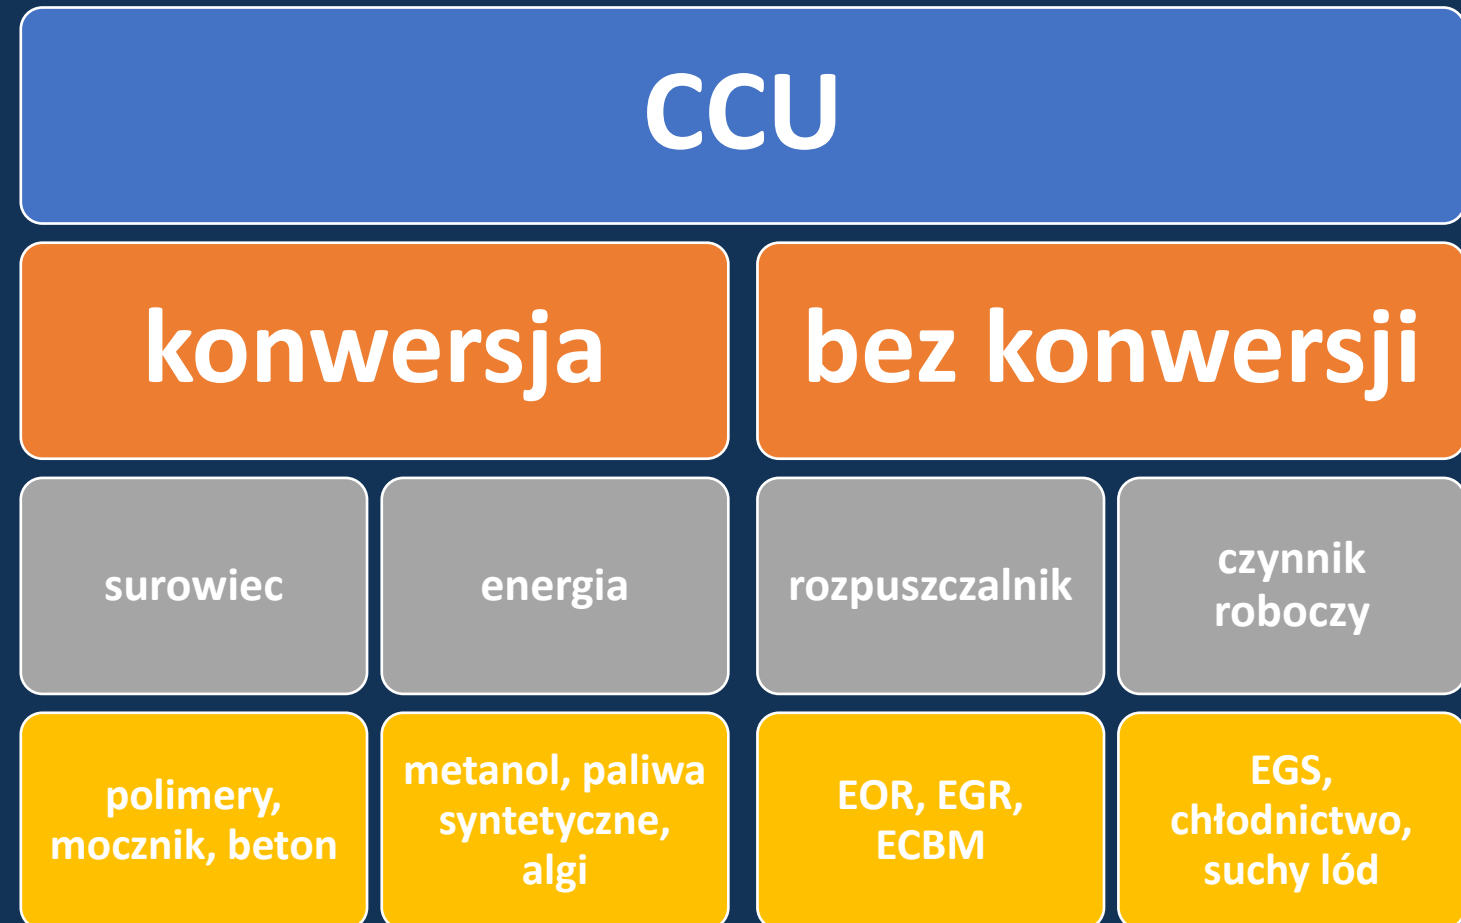 CCU
konwersja
bez konwersji
surowiec
energia
rozpuszczalnik
czynnik
roboczy
polimery,
mocznik, beton
metanol, paliwa
syntetyczne,
algi
EOR, EGR,
ECBM
EGS,
chłodnictwo,
suchy lód